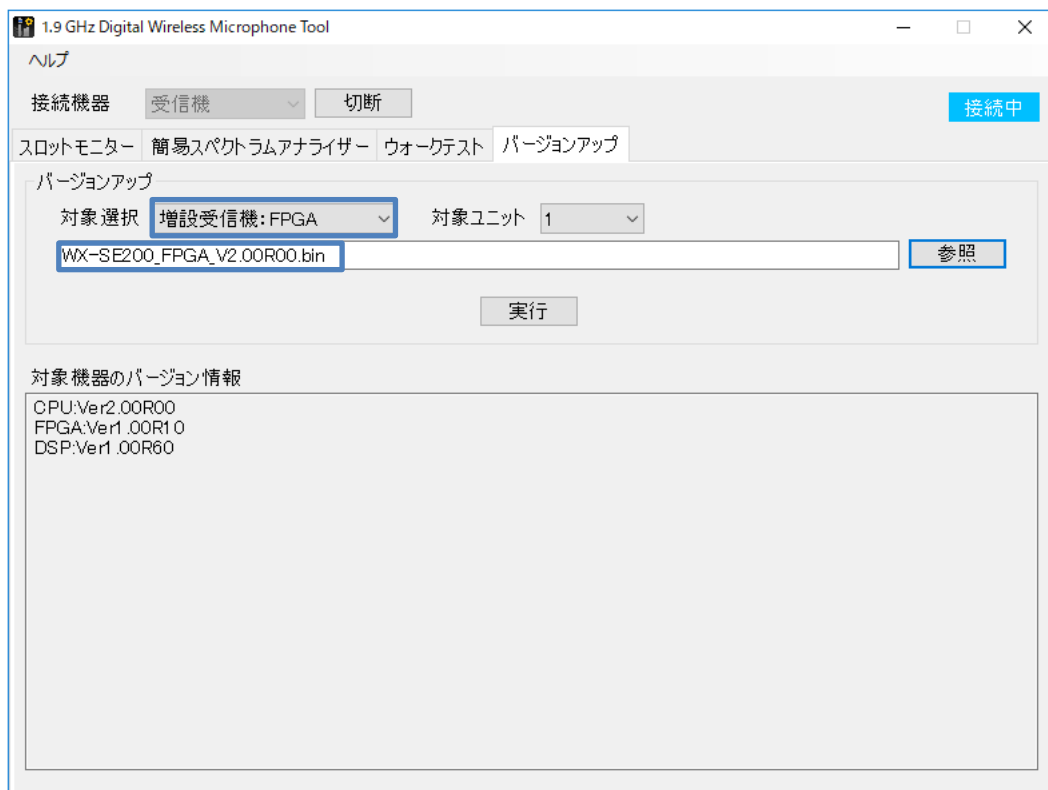 1.9 GHz Digital Wireless Microphone Tool
ヘルプ
接続機器 受信機 切断 接続中
スロットモニター 簡易スペクトラムアナライザー ウォークテスト バージョンアップ
バージョンアップ
対象選択 増設受信機:FPGA 対象ユニット 1
WX-SE200_FPGA_V2.00R00.bin 参照
実行
対象機器のバージョン情報
CPU:Ver2.00R00
FPGA:Ver1.00R10
DSP:Ver1.00R60